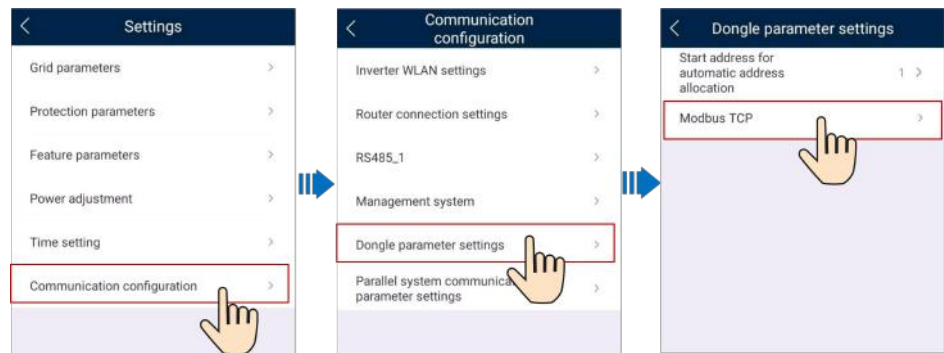 Settings
Grid parameters
Protection parameters
Feature parameters
Power adjustment
Time setting
Communication configuration
Communication
configuration
Inverter WLAN settings
Router connection settings
RS485_1
Management system
Dongle parameter settings
Parallel system communica
parameter settings
Dongle parameter settings
Start address for
automatic address
allocation
1
Modbus TCP